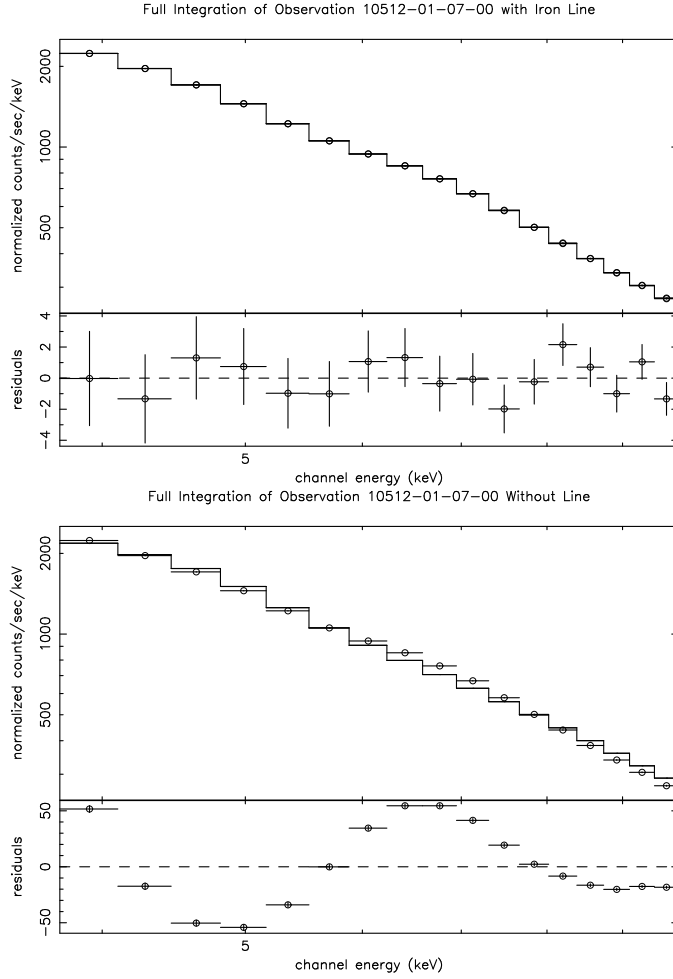 Full Integration of Observation 10512-01-07-00 with Iron Line
normalized counts/sec/keV
2000
1000
500
residuals
4
2
0
-2
-4
5
channel energy (keV)
Full Integration of Observation 10512-01-07-00 Without Line
normalized counts/sec/keV
2000
1000
500
residuals
50
0
-50
5
channel energy (keV)